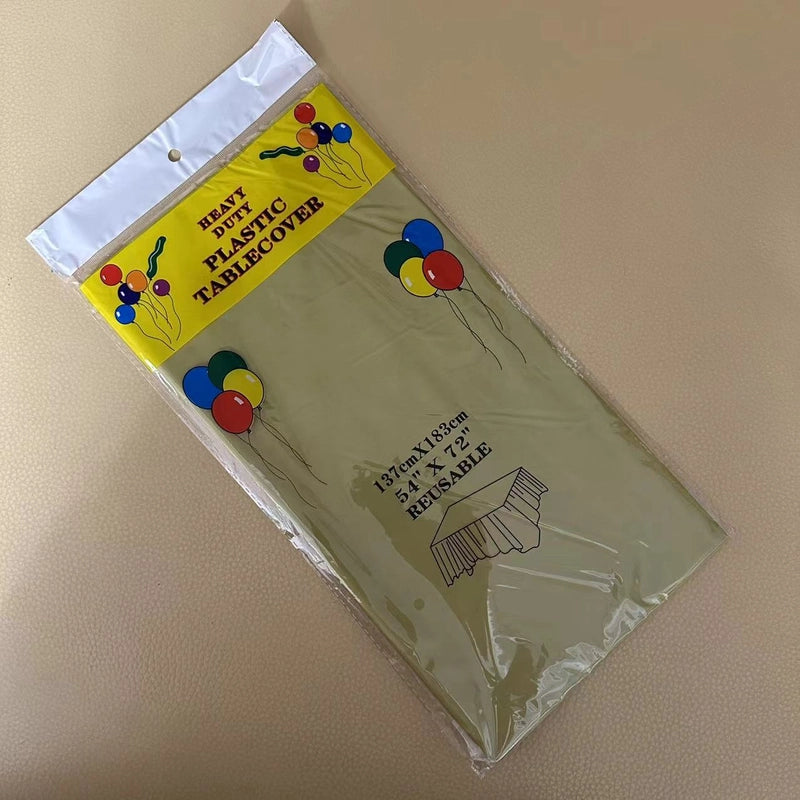 HEAVY
DUTY
PLASTIC
TABLECOVER
137cmX183cm
54" X 72"
REUSABLE